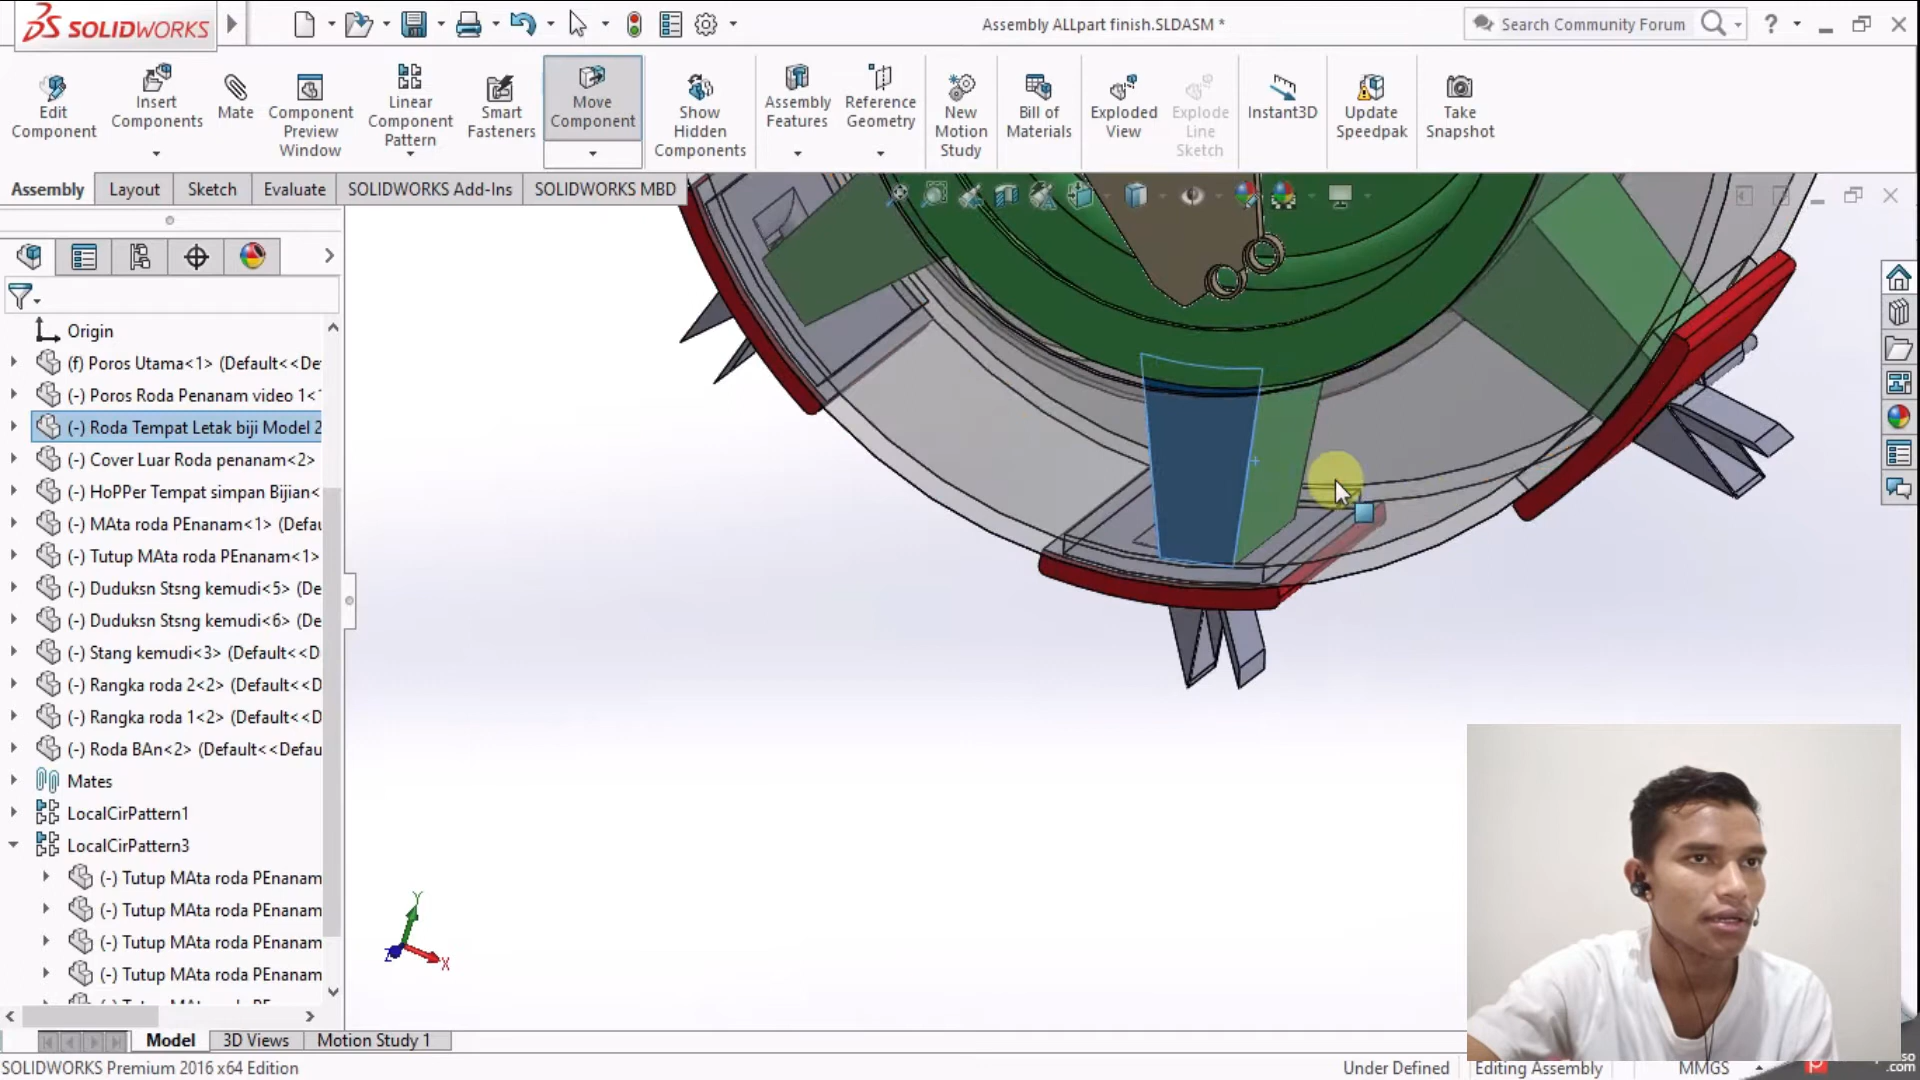 SOLIDWORKS
Assembly ALLpart finish.SLDASM *
Search Community Forum
?
Edit Component
Insert Components
Mate
Component Preview Window
Linear Component Pattern
Smart Fasteners
Move Component
Show Hidden Components
Assembly Features
Reference Geometry
New Motion Study
Bill of Materials
Exploded View
Explode Line Sketch
Instant3D
Update Speedpak
Take Snapshot
Assembly
Layout
Sketch
Evaluate
SOLIDWORKS Add-Ins
SOLIDWORKS MBD
Origin
(f) Poros Utama<1> (Default<<De
(-) Poros Roda Penanam video 1<
(-) Roda Tempat Letak biji Model 2
(-) Cover Luar Roda penanam<2>
(-) HoPPer Tempat simpan Bijian<
(-) MAta roda PEnanam<1> (Defau
(-) Tutup MAta roda PEnanam<1>
(-) Duduksn Stsng kemudi<5> (De
(-) Duduksn Stsng kemudi<6> (De
(-) Stang kemudi<3> (Default<<D
(-) Rangka roda 2<2> (Default<<D
(-) Rangka roda 1<2> (Default<<D
(-) Roda BAn<2> (Default<<Defau
Mates
LocalCirPattern1
LocalCirPattern3
(-) Tutup MAta roda PEnanam
(-) Tutup MAta roda PEnanam
(-) Tutup MAta roda PEnanam
(-) Tutup MAta roda PEnanam
Y
X
Z
Model
3D Views
Motion Study 1
SOLIDWORKS Premium 2016 x64 Edition
Under Defined
Editing Assembly
MMGS
.com